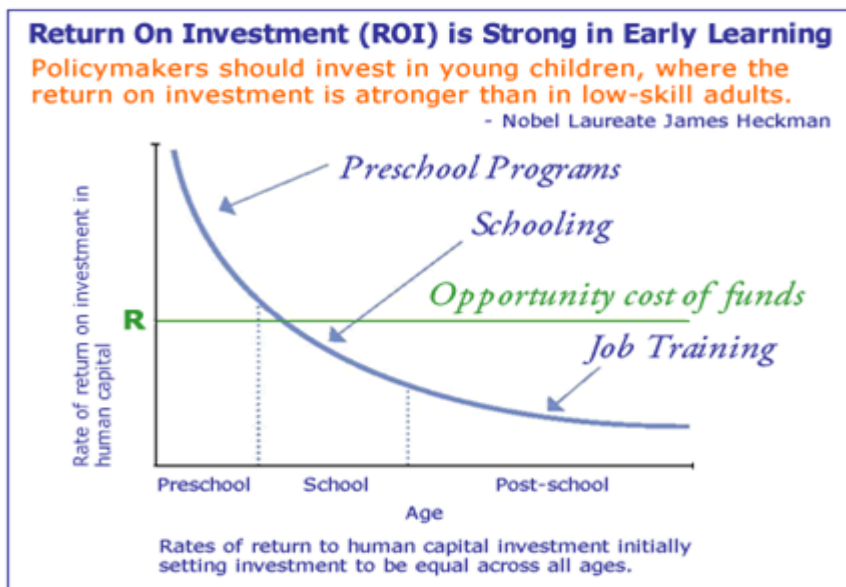 Return On Investment (ROI) is Strong in Early Learning
Policymakers should invest in young children, where the
return on investment is atronger than in low-skill adults.
- Nobel Laureate James Heckman
Rate of return on investment in
human capital
Preschool Programs
Schooling
Opportunity cost of funds
R
Job Training
Preschool
School
Post-school
Age
Rates of return to human capital investment initially
setting investment to be equal across all ages.